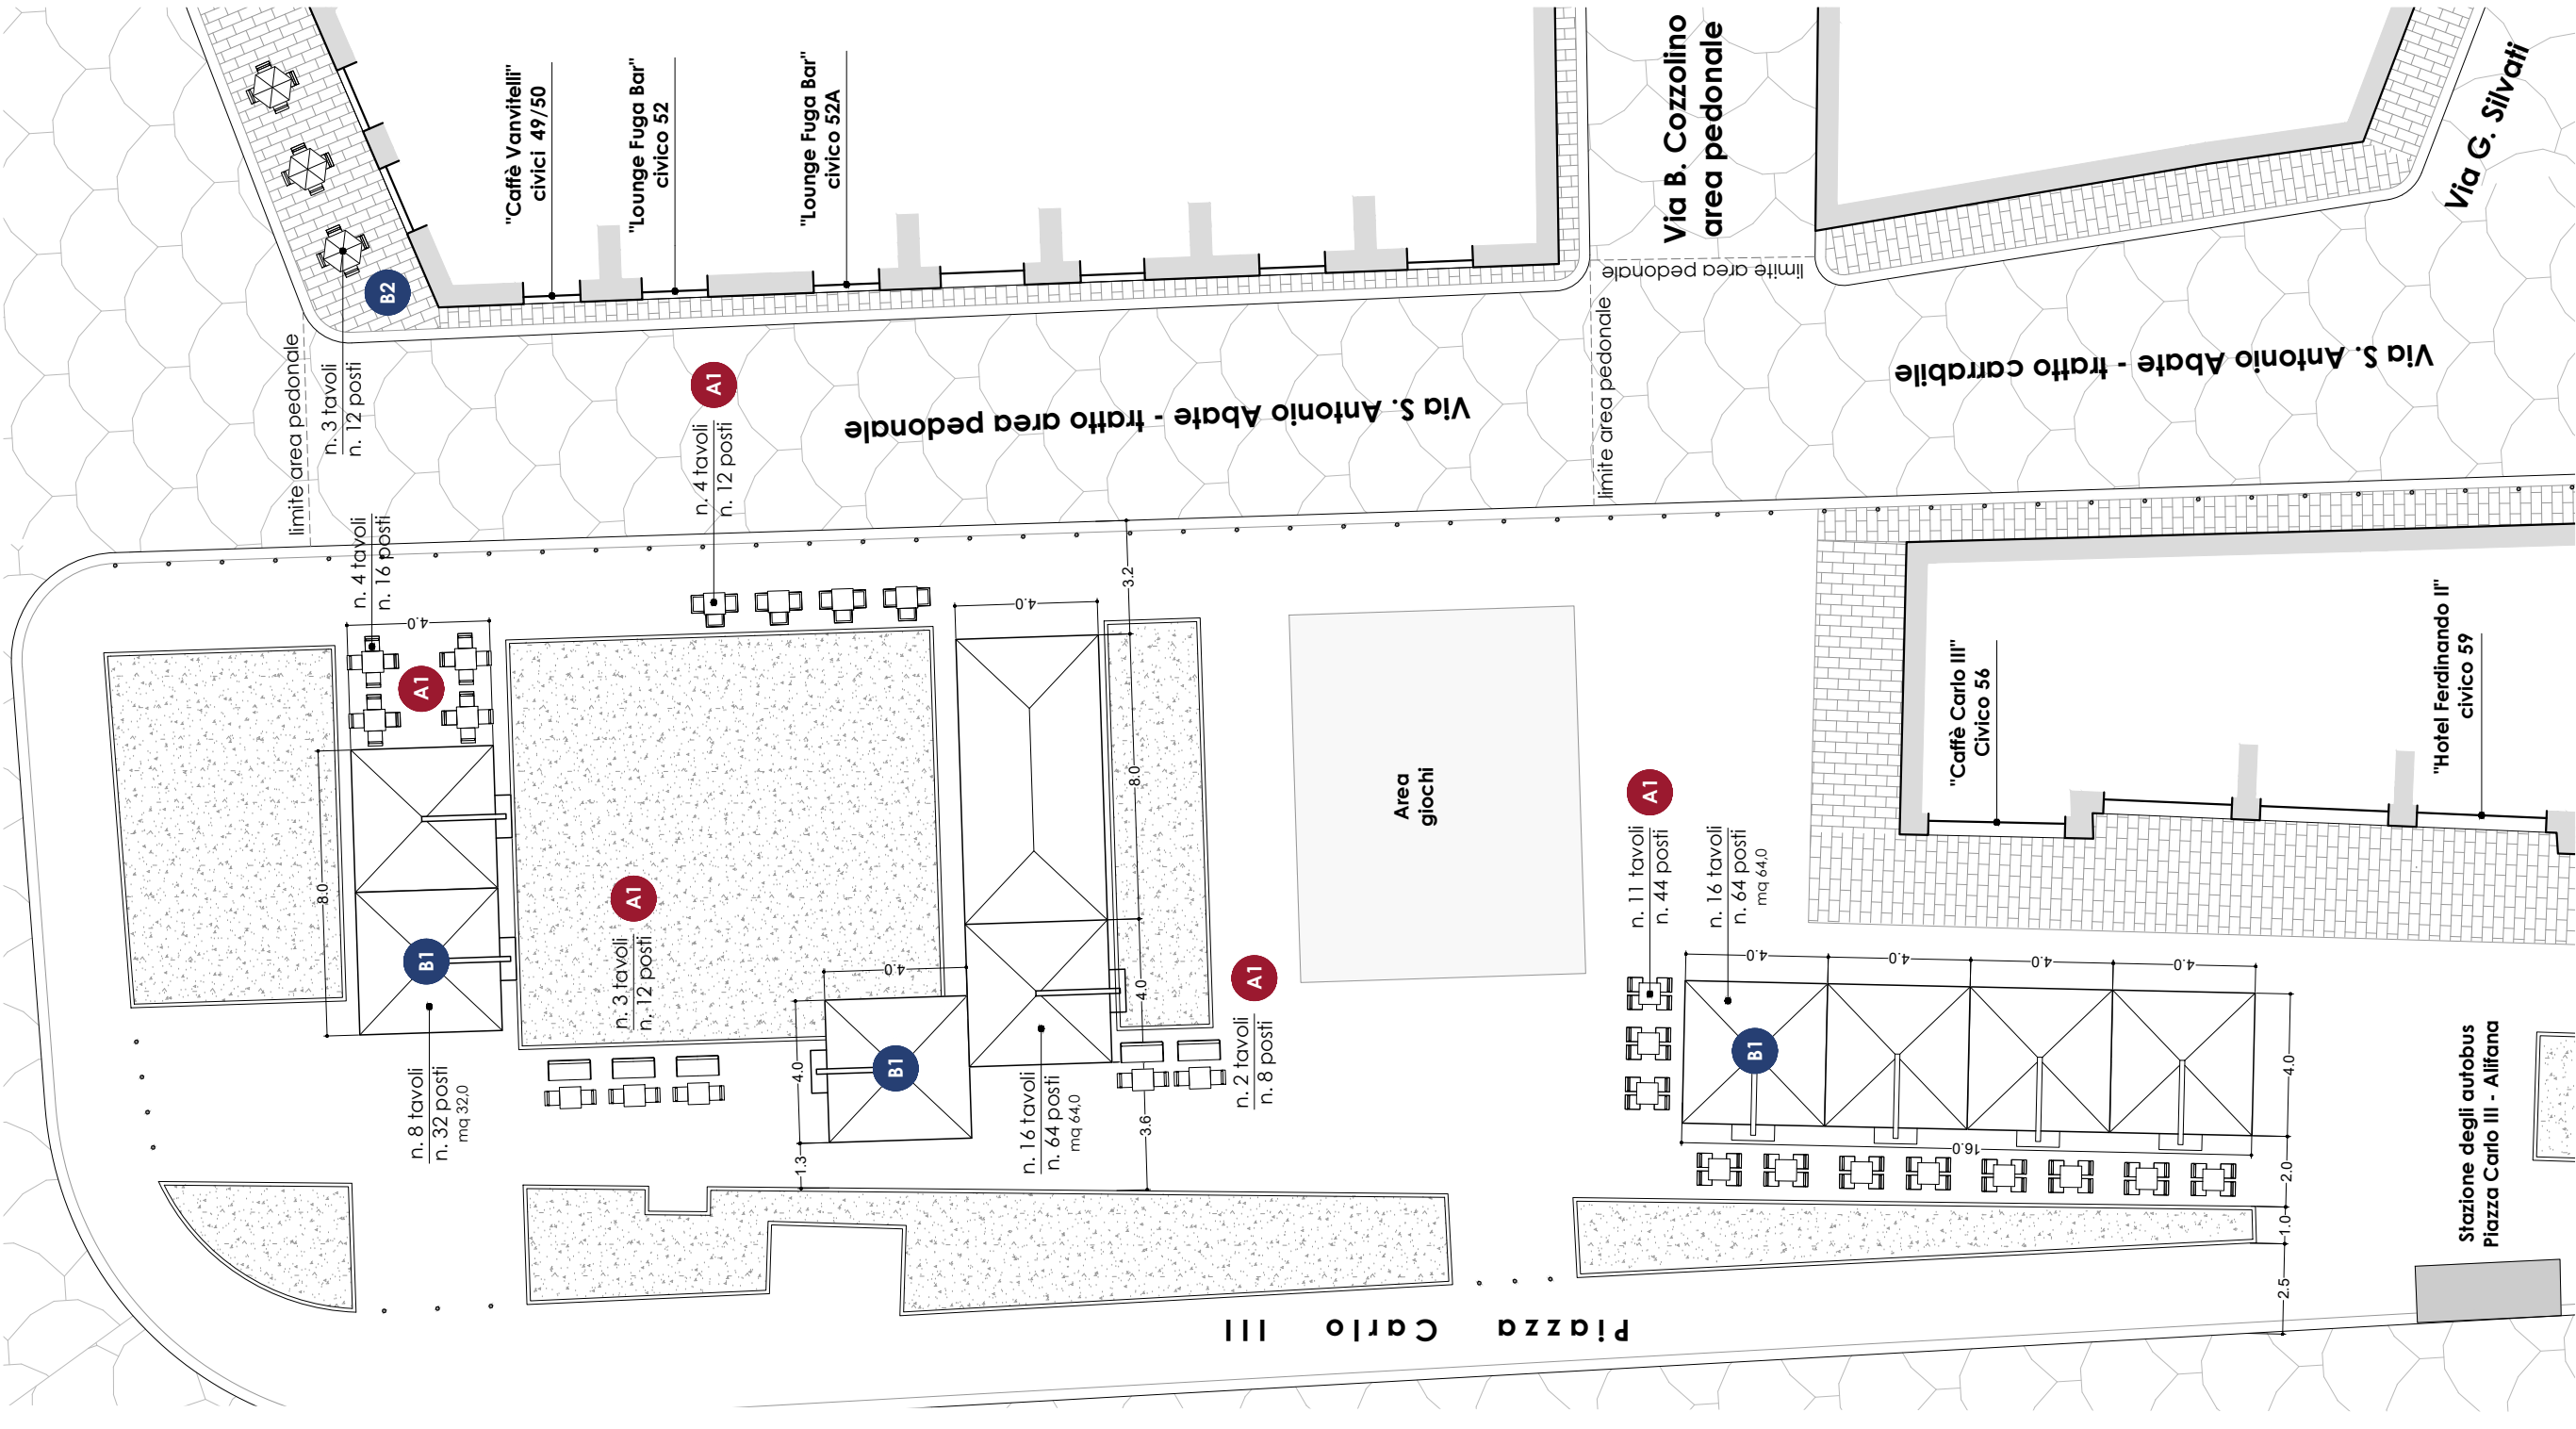 "Caffè Vanvitelli"
civici 49/50
"Lounge Fuga Bar"
civico 52
"Lounge Fuga Bar"
civico 52A
Via B. Cozzolino
area pedonale
Via G. Silvati
B2
limite area pedonale
n. 3 tavoli
n. 12 posti
A1
n. 4 tavoli
n. 12 posti
Via S. Antonio Abate - tratto area pedonale
limite area pedonale
limite area pedonale
Via S. Antonio Abate - tratto carrabile
n. 4 tavoli
n. 16 posti
4.0
A1
8.0
B1
n. 8 tavoli
n. 32 posti
mq 32,0
A1
n. 3 tavoli
n. 12 posti
4.0
3.2
8.0
4.0
4.0
4.0
B1
1.3
n. 16 tavoli
n. 64 posti
mq 64,0
3.6
A1
n. 2 tavoli
n. 8 posti
Area
giochi
A1
n. 11 tavoli
n. 44 posti
n. 16 tavoli
n. 64 posti
mq 64,0
"Caffè Carlo III"
Civico 56
"Hotel Ferdinando II"
civico 59
4.0
4.0
4.0
4.0
B1
4.0
16.0
2.0
1.0
2.5
Stazione degli autobus
Piazza Carlo III - Alifana
Piazza Carlo III